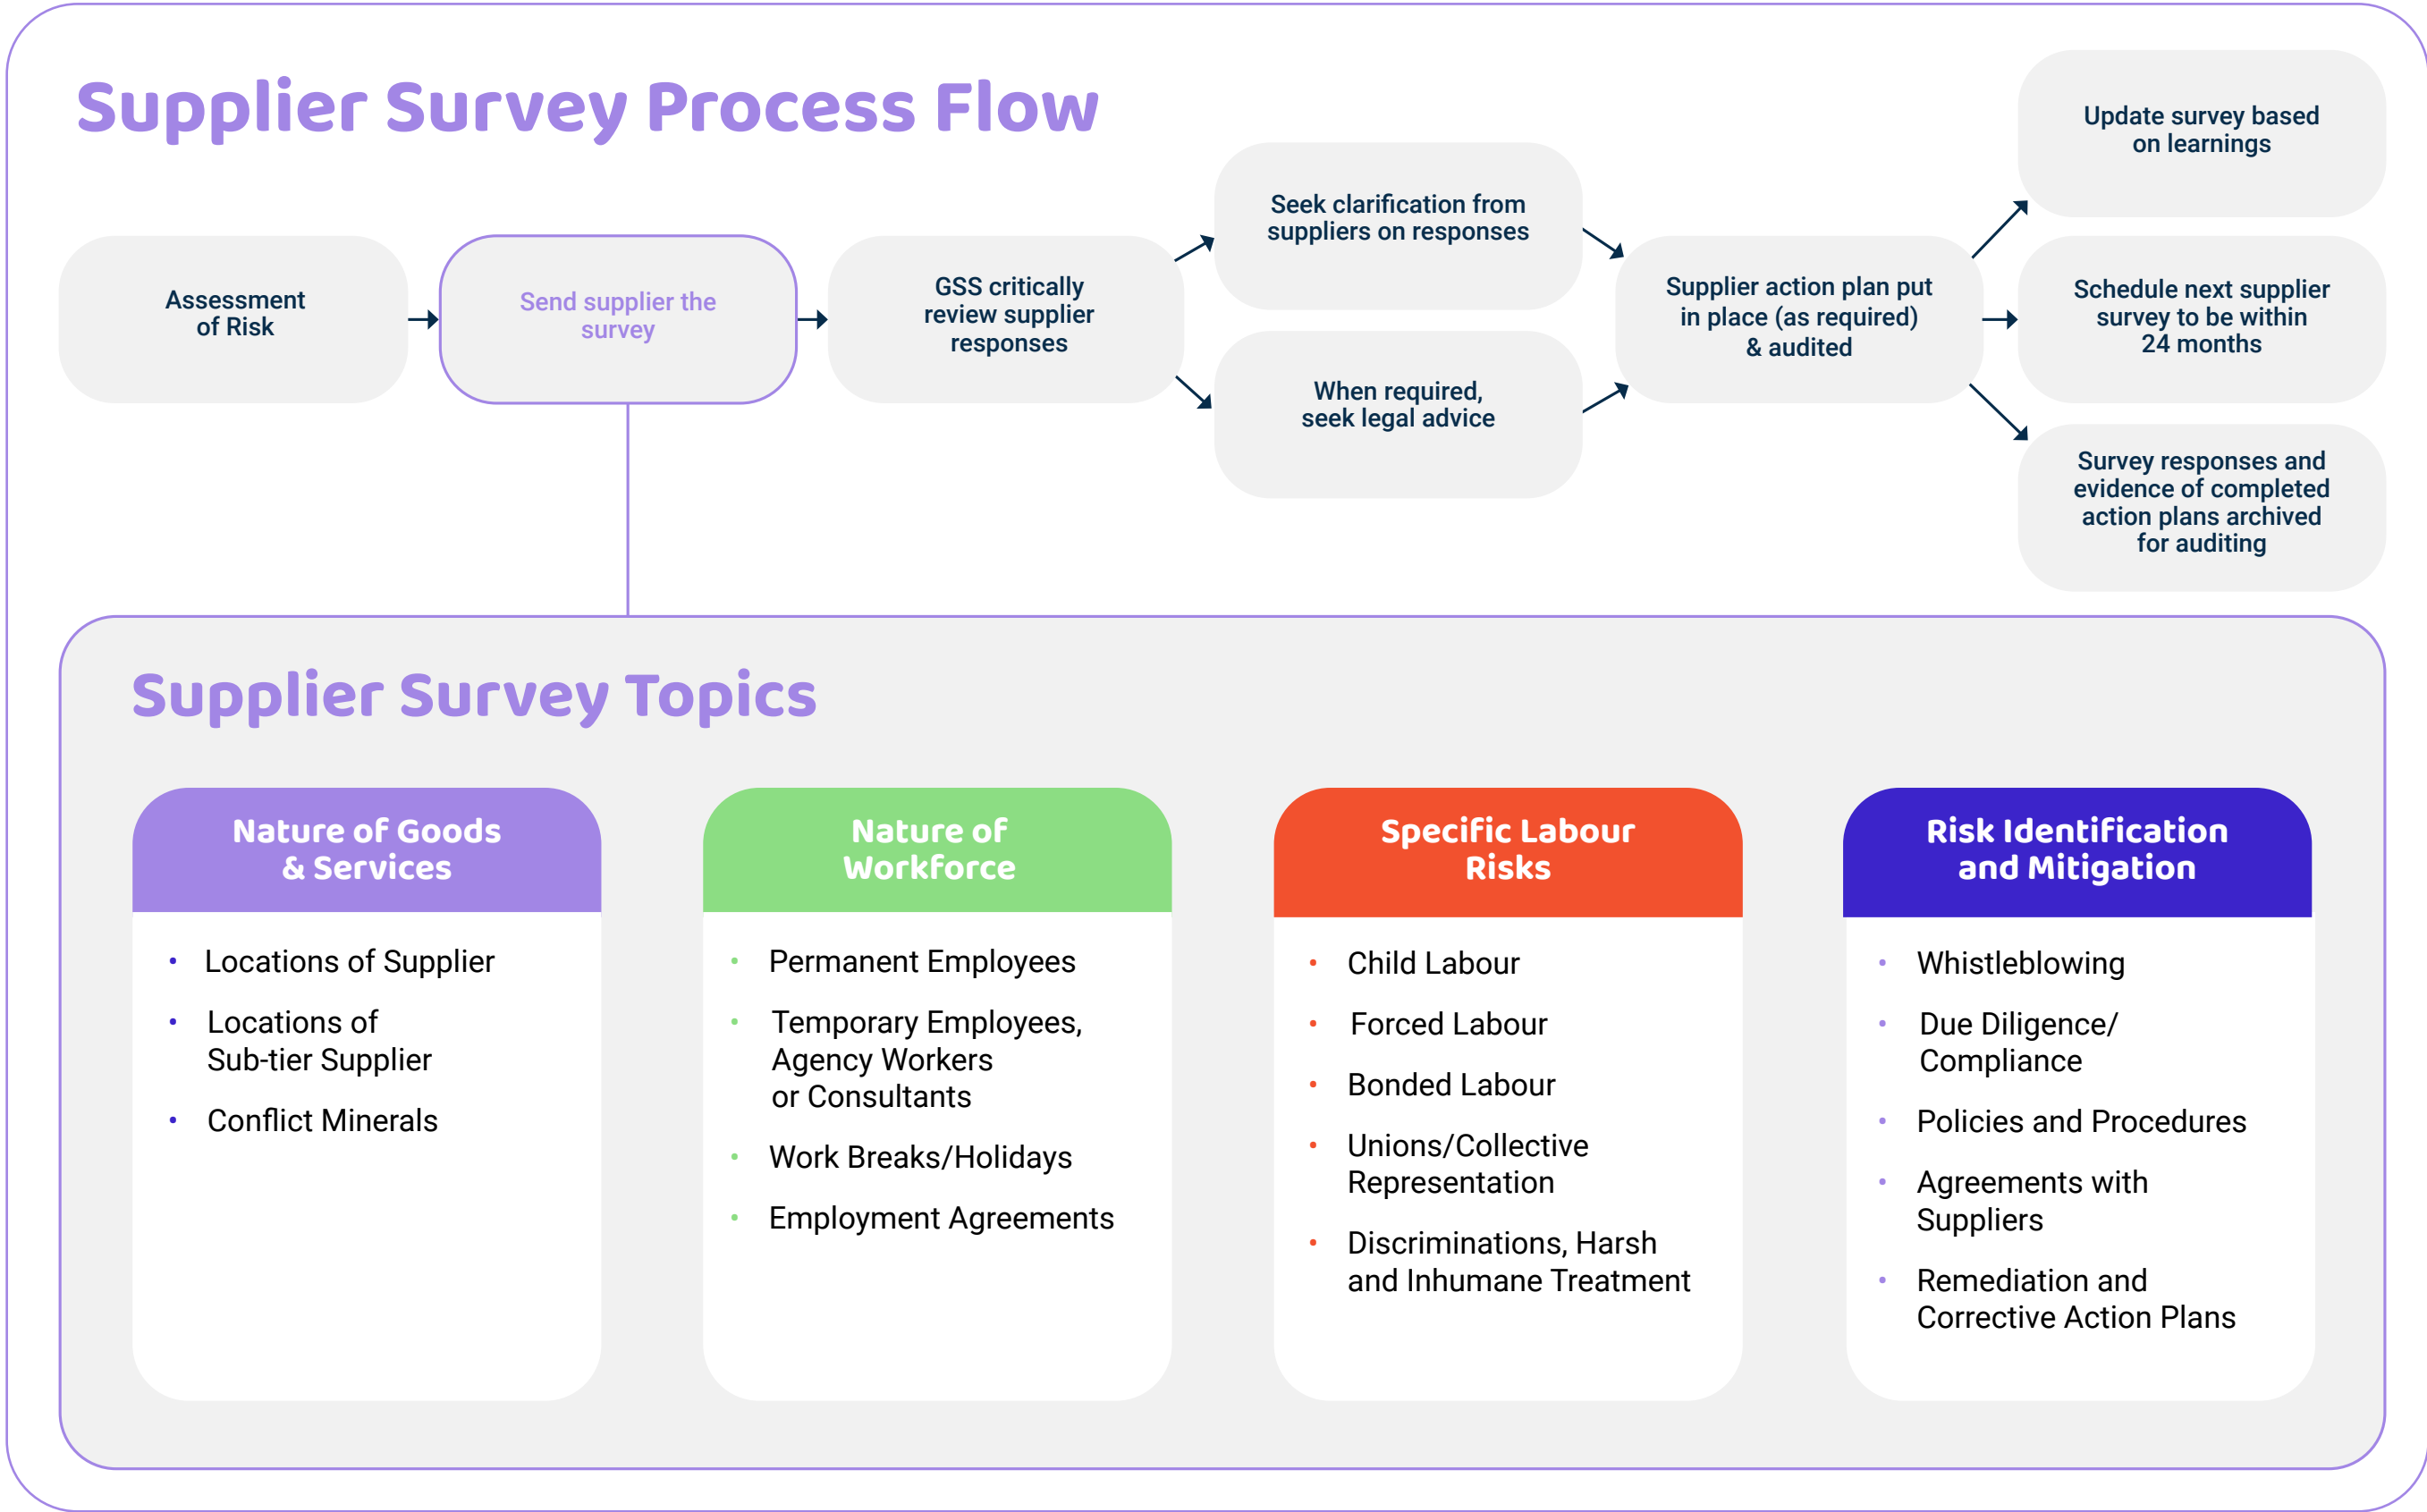 Supplier Survey Process Flow
Assessment
of Risk
Send supplier the
survey
GSS critically
review supplier
responses
Seek clarification from
suppliers on responses
When required,
seek legal advice
Supplier action plan put
in place (as required)
& audited
Update survey based
on learnings
Schedule next supplier
survey to be within
24 months
Survey responses and
evidence of completed
action plans archived
for auditing
Supplier Survey Topics
Nature of Goods
& Services
• Locations of Supplier
• Locations of
Sub-tier Supplier
• Conflict Minerals
Nature of
Workforce
• Permanent Employees
• Temporary Employees,
Agency Workers
or Consultants
• Work Breaks/Holidays
• Employment Agreements
Specific Labour
Risks
• Child Labour
• Forced Labour
• Bonded Labour
• Unions/Collective
Representation
• Discriminations, Harsh
and Inhumane Treatment
Risk Identification
and Mitigation
• Whistleblowing
• Due Diligence/
Compliance
• Policies and Procedures
• Agreements with
Suppliers
• Remediation and
Corrective Action Plans